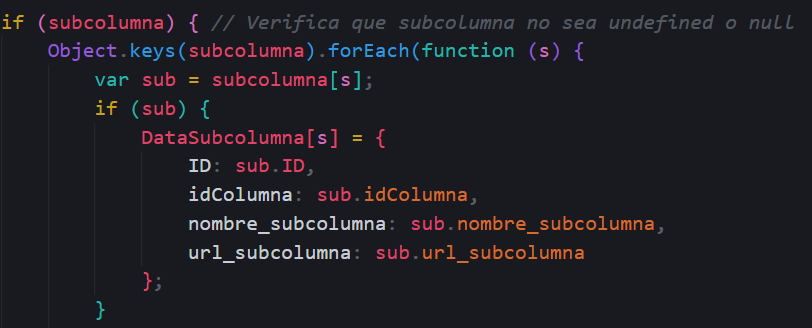 if (subcolumna) { // Verifica que subcolumna no sea undefined o null
    Object.keys(subcolumna).forEach(function (s) {
        var sub = subcolumna[s];
        if (sub) {
            DataSubcolumna[s] = {
                ID: sub.ID,
                idColumna: sub.idColumna,
                nombre_subcolumna: sub.nombre_subcolumna,
                url_subcolumna: sub.url_subcolumna
            };
        }